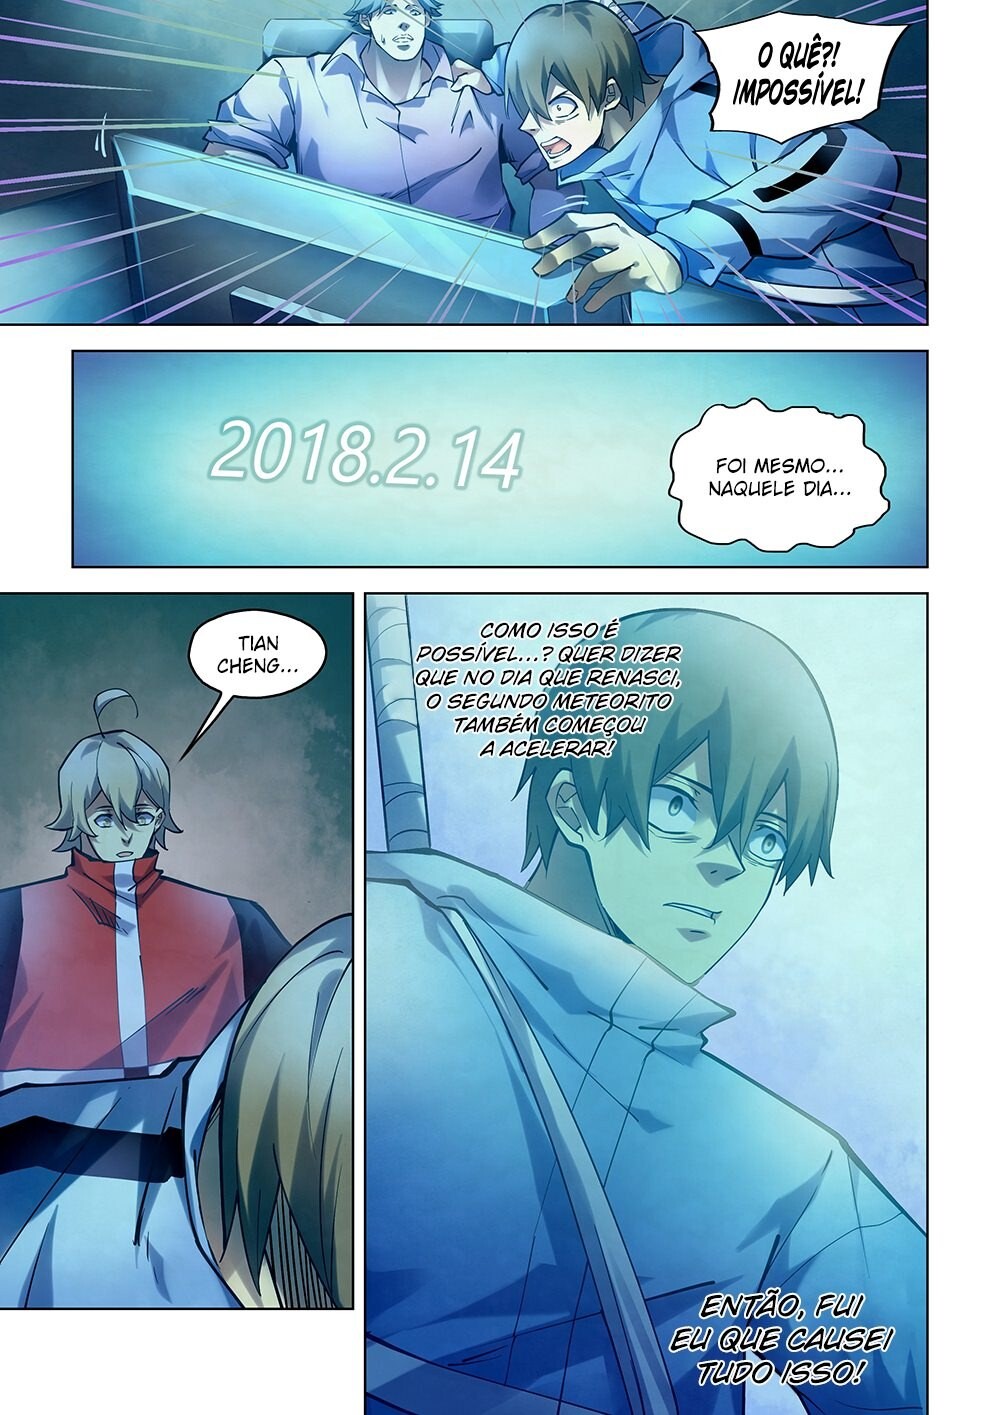 O QUÊ?!
IMPOSSÍVEL!
2018.2.14
FOI MESMO...
NAQUELE DIA...
TIAN
CHENG...
COMO ISSO É
POSSÍVEL...? QUER DIZER
QUE NO DIA QUE RENASCI,
O SEGUNDO METEORITO
TAMBÉM COMEÇOU
A ACELERAR!
ENTÃO, FUI
EU QUE CAUSEI
TUDO ISSO!